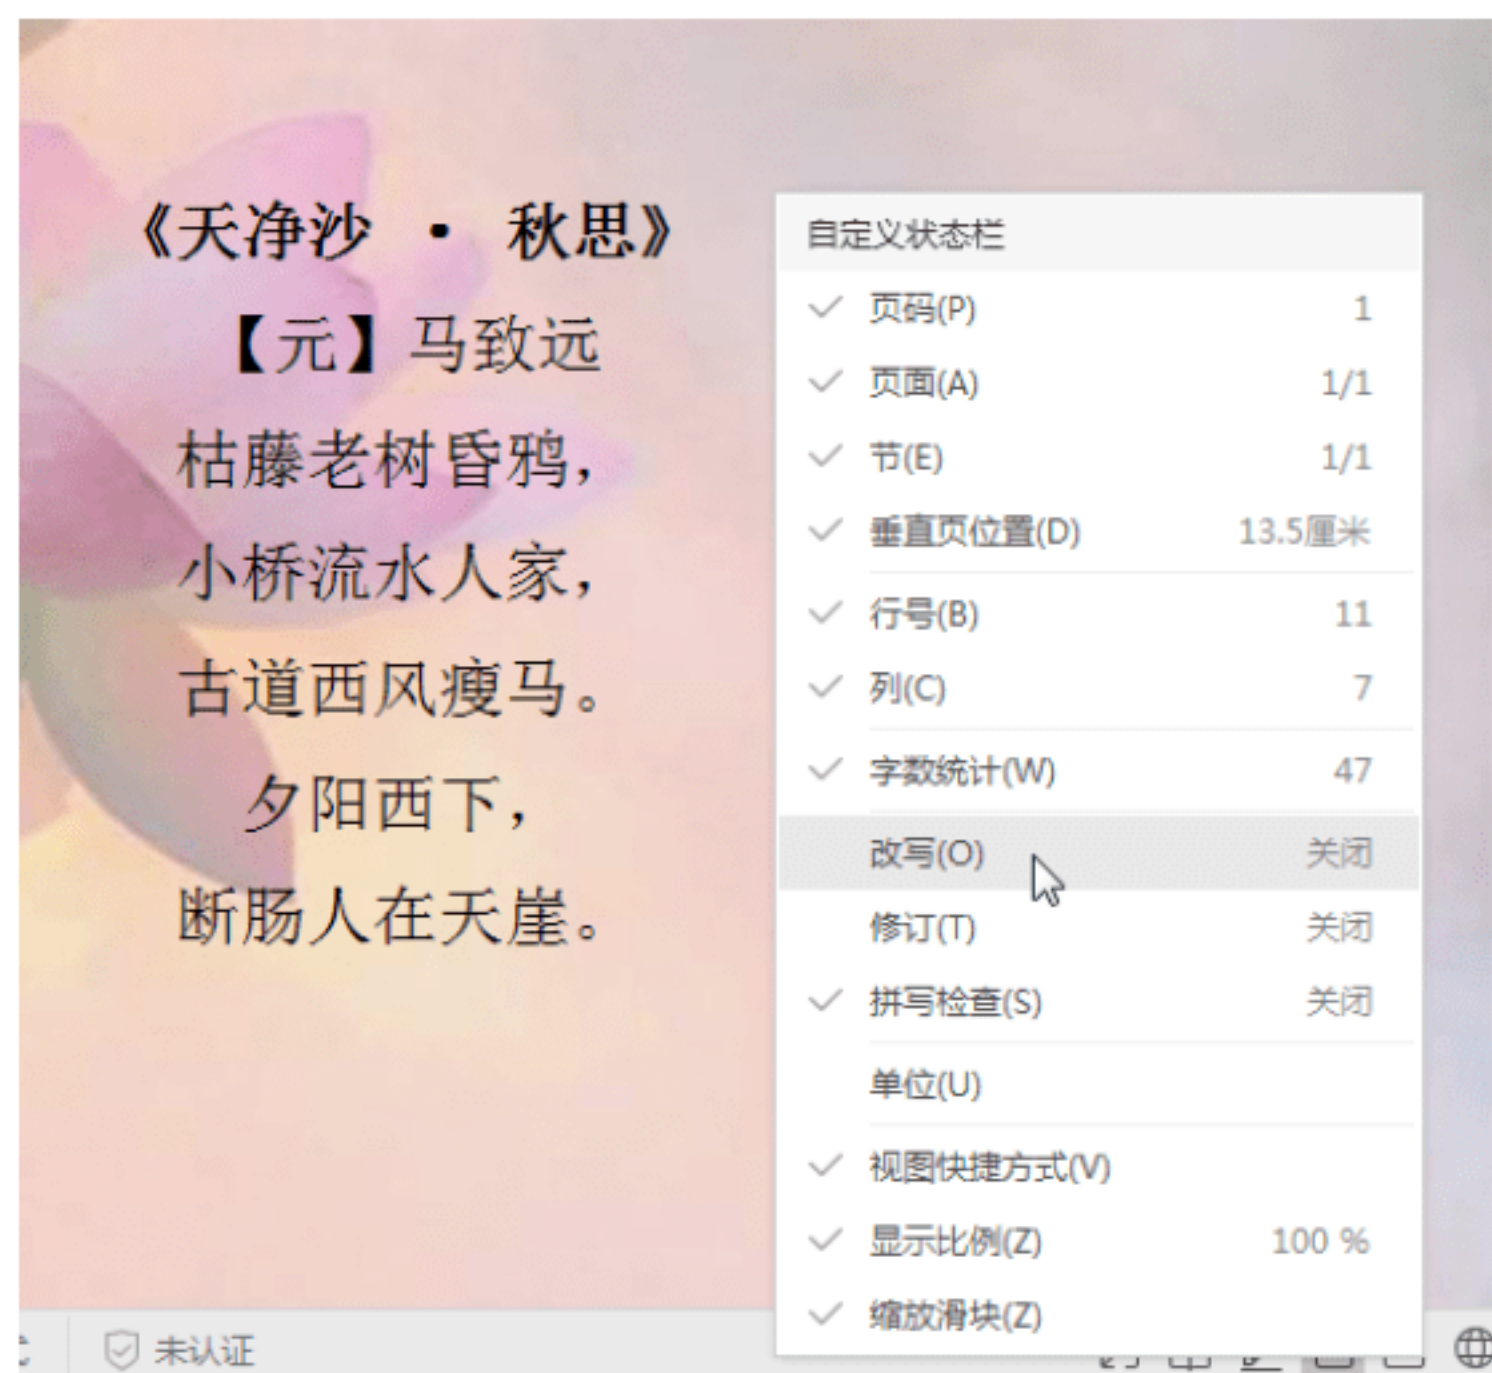 《天净沙 · 秋思》
【元】马致远
枯藤老树昏鸦，
小桥流水人家，
古道西风瘦马。
夕阳西下，
断肠人在天崖。
自定义状态栏
页码(P) 1
页面(A) 1/1
节(E) 1/1
垂直页位置(D) 13.5厘米
行号(B) 11
列(C) 7
字数统计(W) 47
改写(O) 关闭
修订(T) 关闭
拼写检查(S) 关闭
单位(U)
视图快捷方式(V)
显示比例(Z) 100 %
缩放滑块(Z)
未认证